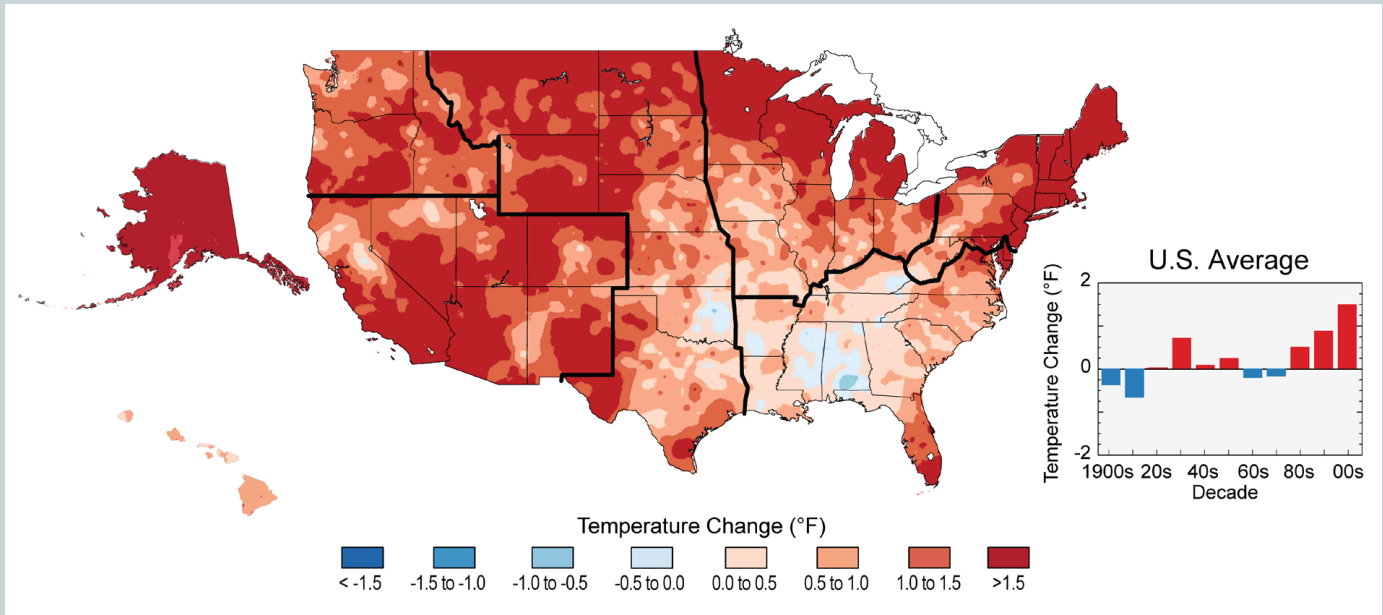 U.S. Average
Temperature Change (°F)
2
0
-2
1900s 20s 40s 60s 80s 00s
Decade
Temperature Change (°F)
< -1.5 -1.5 to -1.0 -1.0 to -0.5 -0.5 to 0.0 0.0 to 0.5 0.5 to 1.0 1.0 to 1.5 >1.5